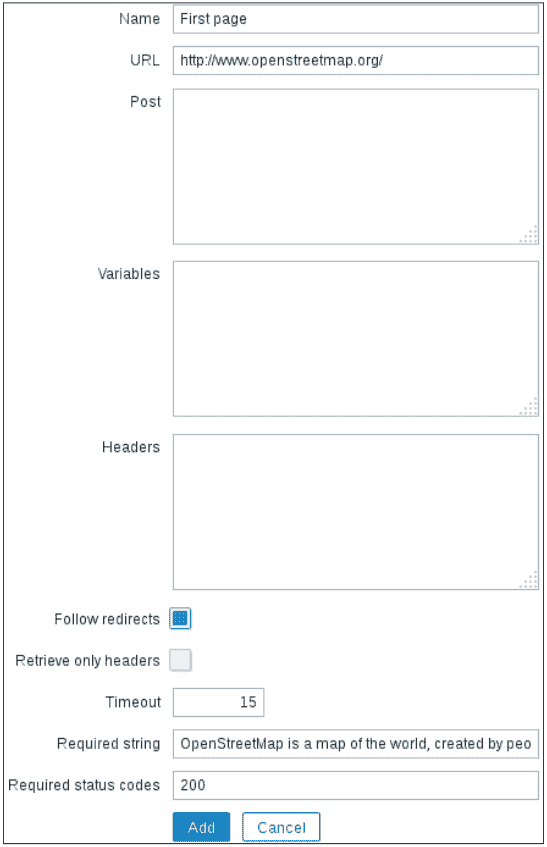 Name First page
URL http://www.openstreetmap.org/
Post
Variables
Headers
Follow redirects
Retrieve only headers
Timeout 15
Required string OpenStreetMap is a map of the world, created by peo
Required status codes 200
Add Cancel